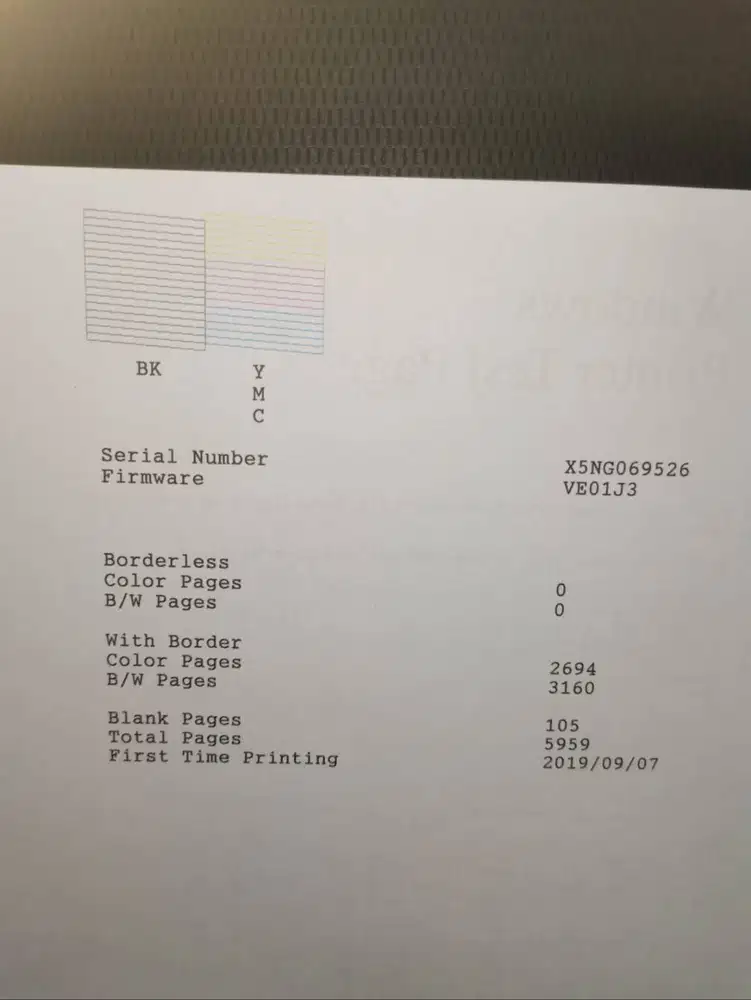 BK Y
M
C
Serial Number X5NG069526
Firmware VE01J3
Borderless
Color Pages 0
B/W Pages 0
With Border
Color Pages 2694
B/W Pages 3160
Blank Pages 105
Total Pages 5959
First Time Printing 2019/09/07